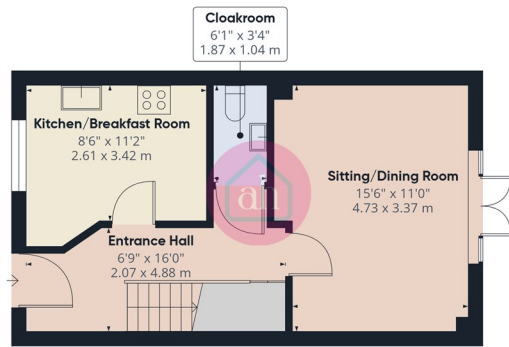 Cloakroom
6'1" x 3'4"
1.87 x 1.04 m
Kitchen/Breakfast Room
8'6" x 11'2"
2.61 x 3.42 m
Sitting/Dining Room
15'6" x 11'0"
4.73 x 3.37 m
an
Entrance Hall
6'9" x 16'0"
2.07 x 4.88 m